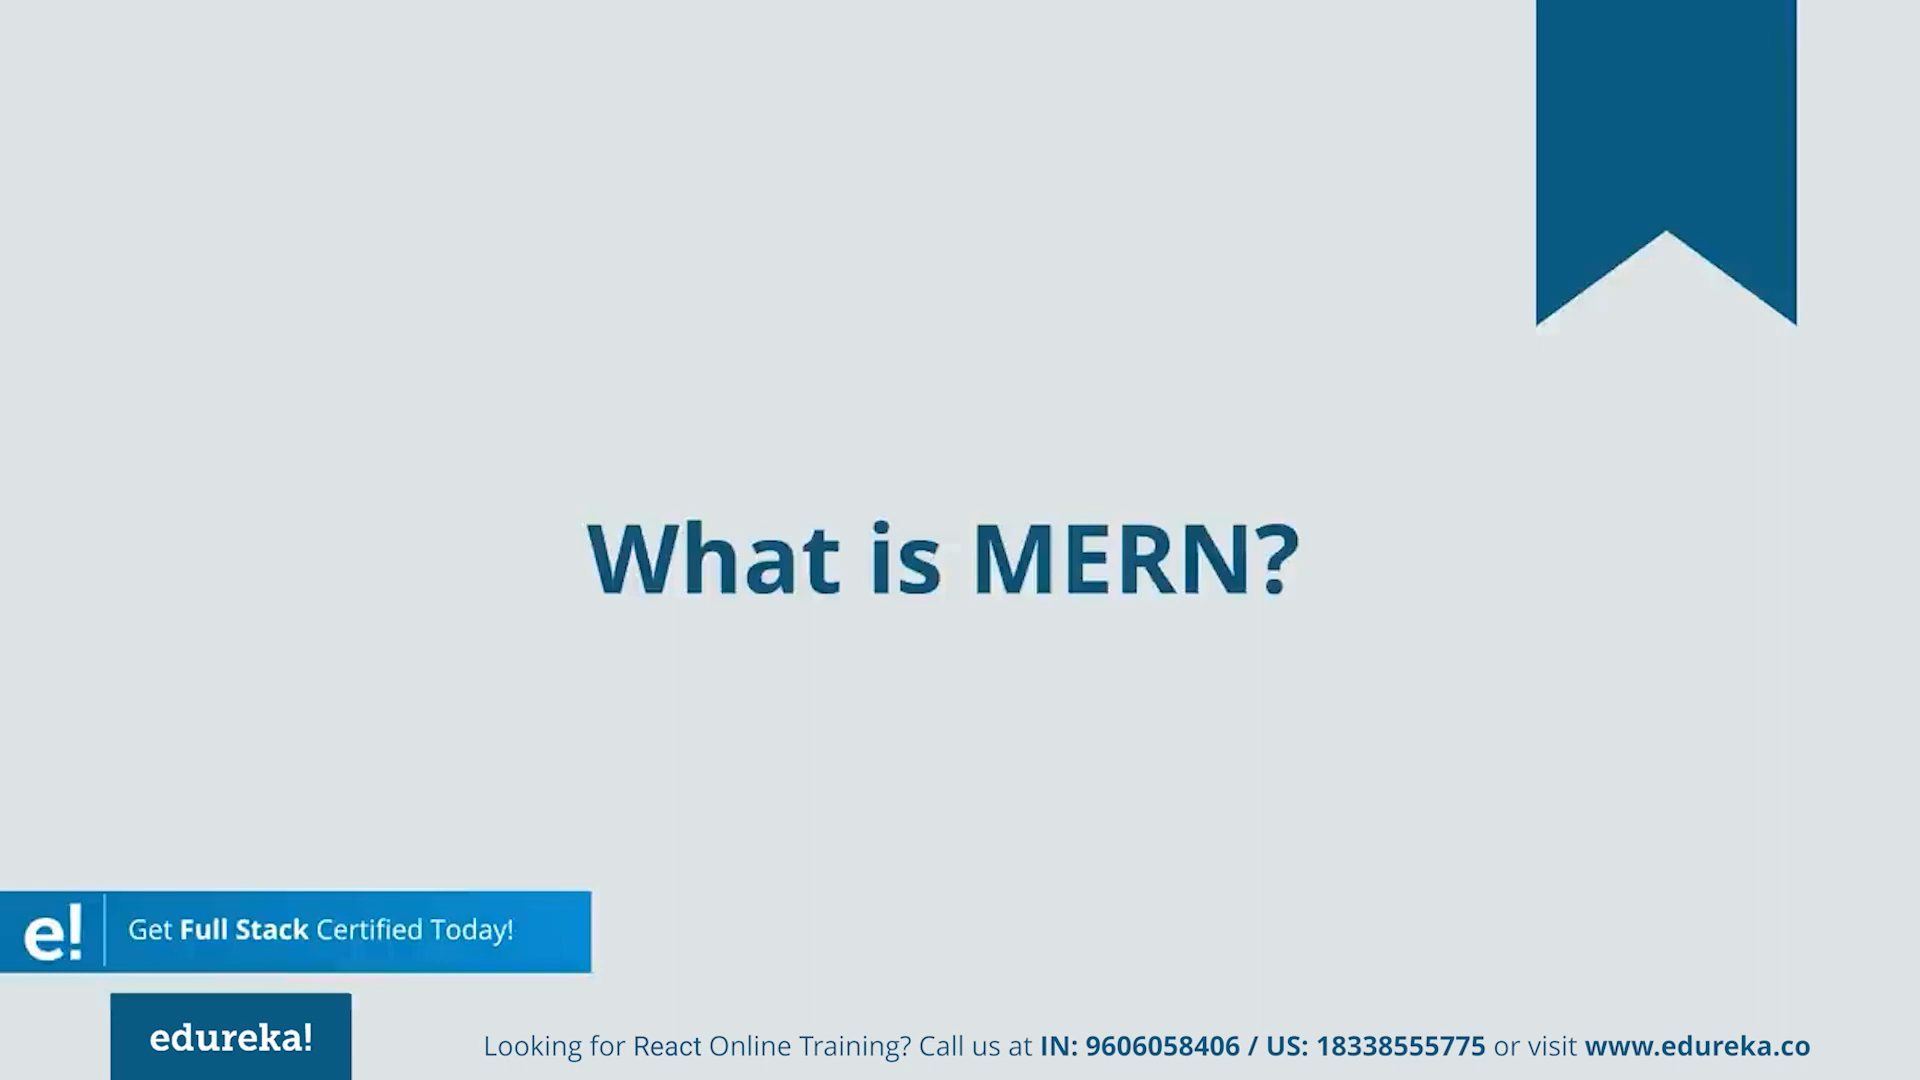 What is MERN?
e! Get Full Stack Certified Today!
edureka!
Looking for React Online Training? Call us at IN: 9606058406 / US: 18338555775 or visit www.edureka.co